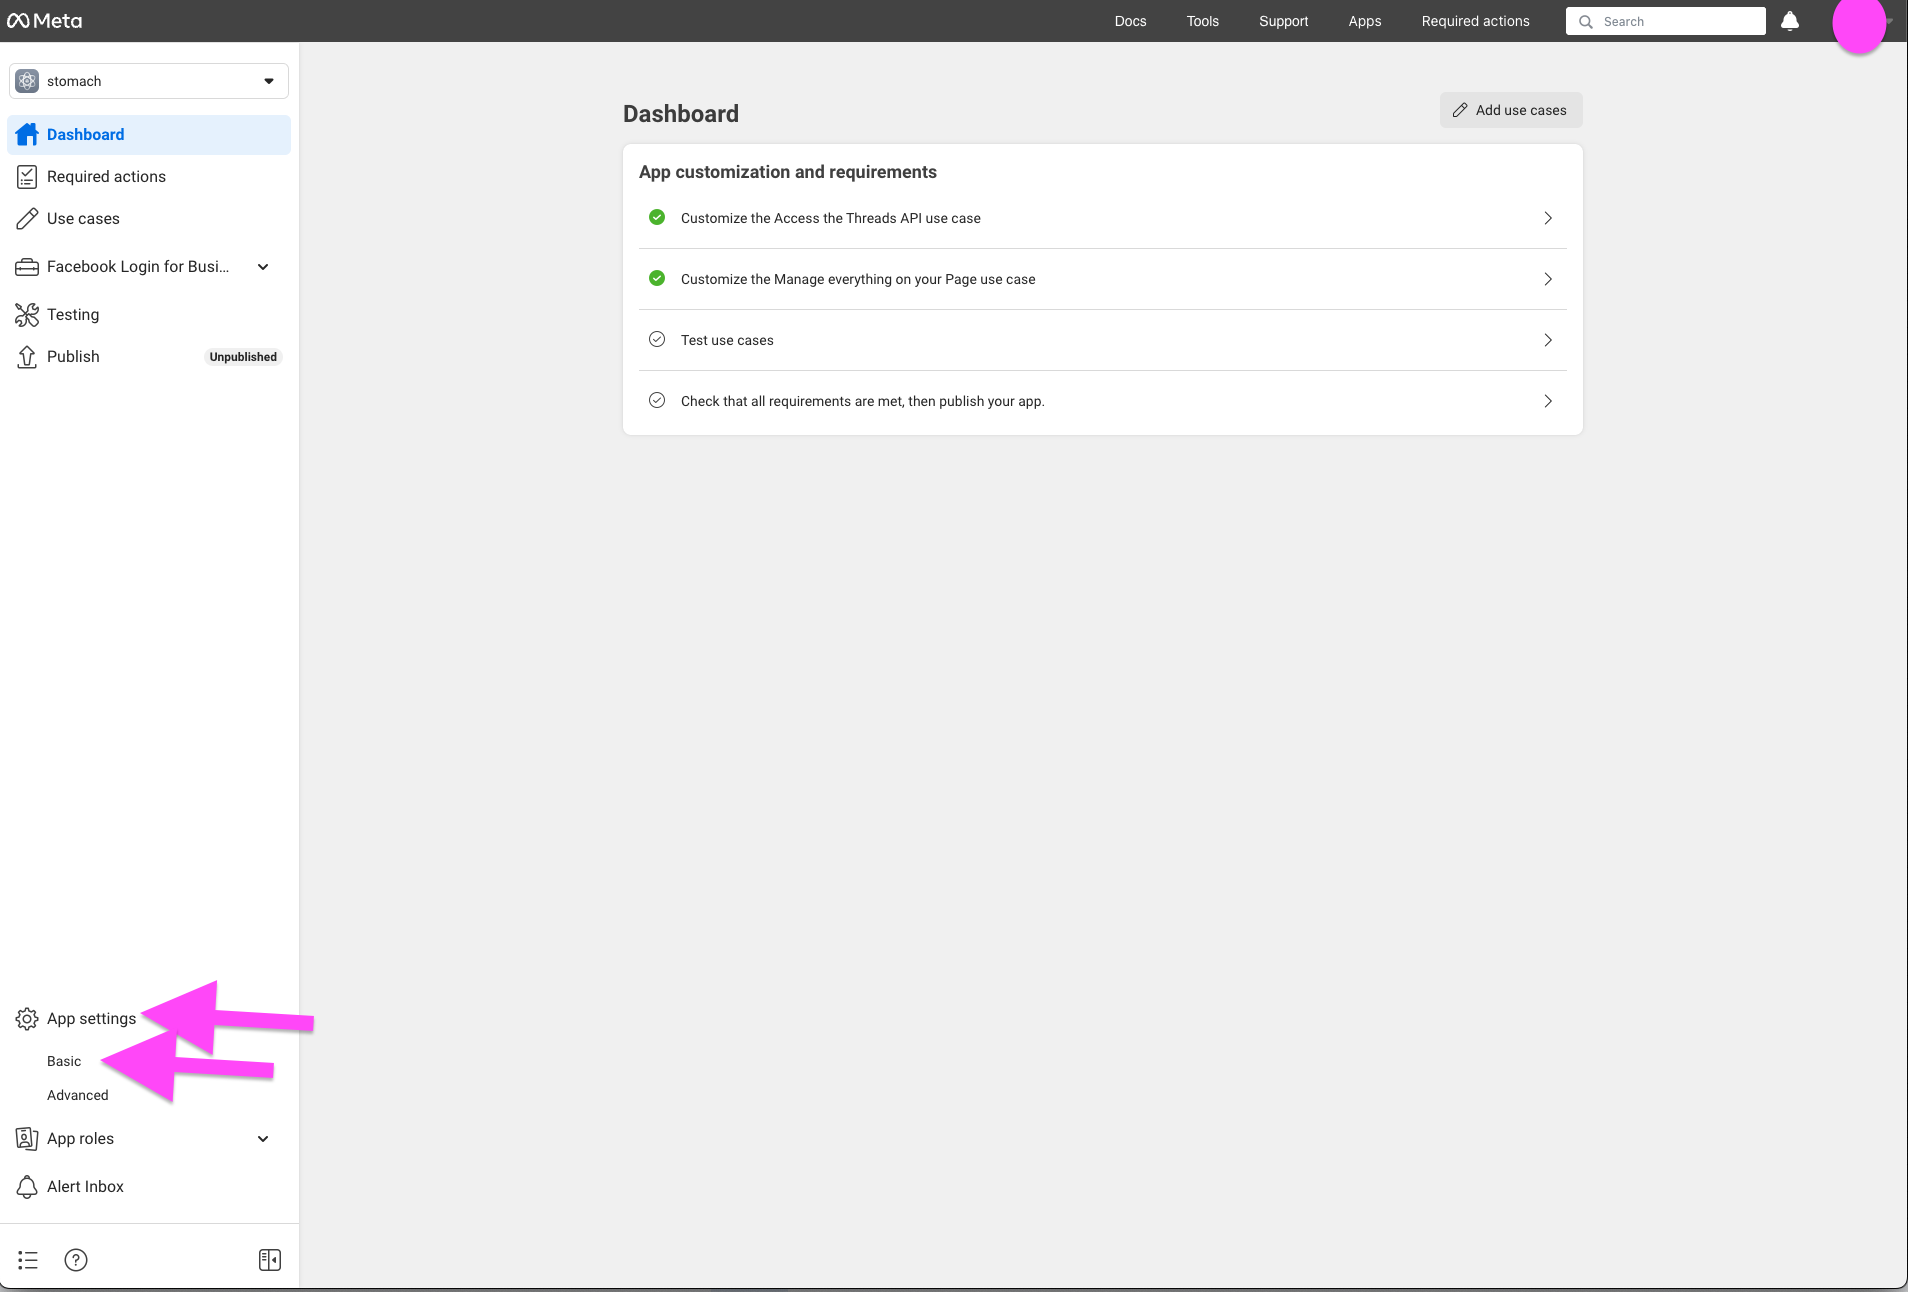 Meta
Docs
Tools
Support
Apps
Required actions
Search
stomach
Dashboard
Required actions
Use cases
Facebook Login for Busi...
Testing
Publish
Unpublished
Dashboard
Add use cases
App customization and requirements
Customize the Access the Threads API use case
Customize the Manage everything on your Page use case
Test use cases
Check that all requirements are met, then publish your app.
App settings
Basic
Advanced
App roles
Alert Inbox